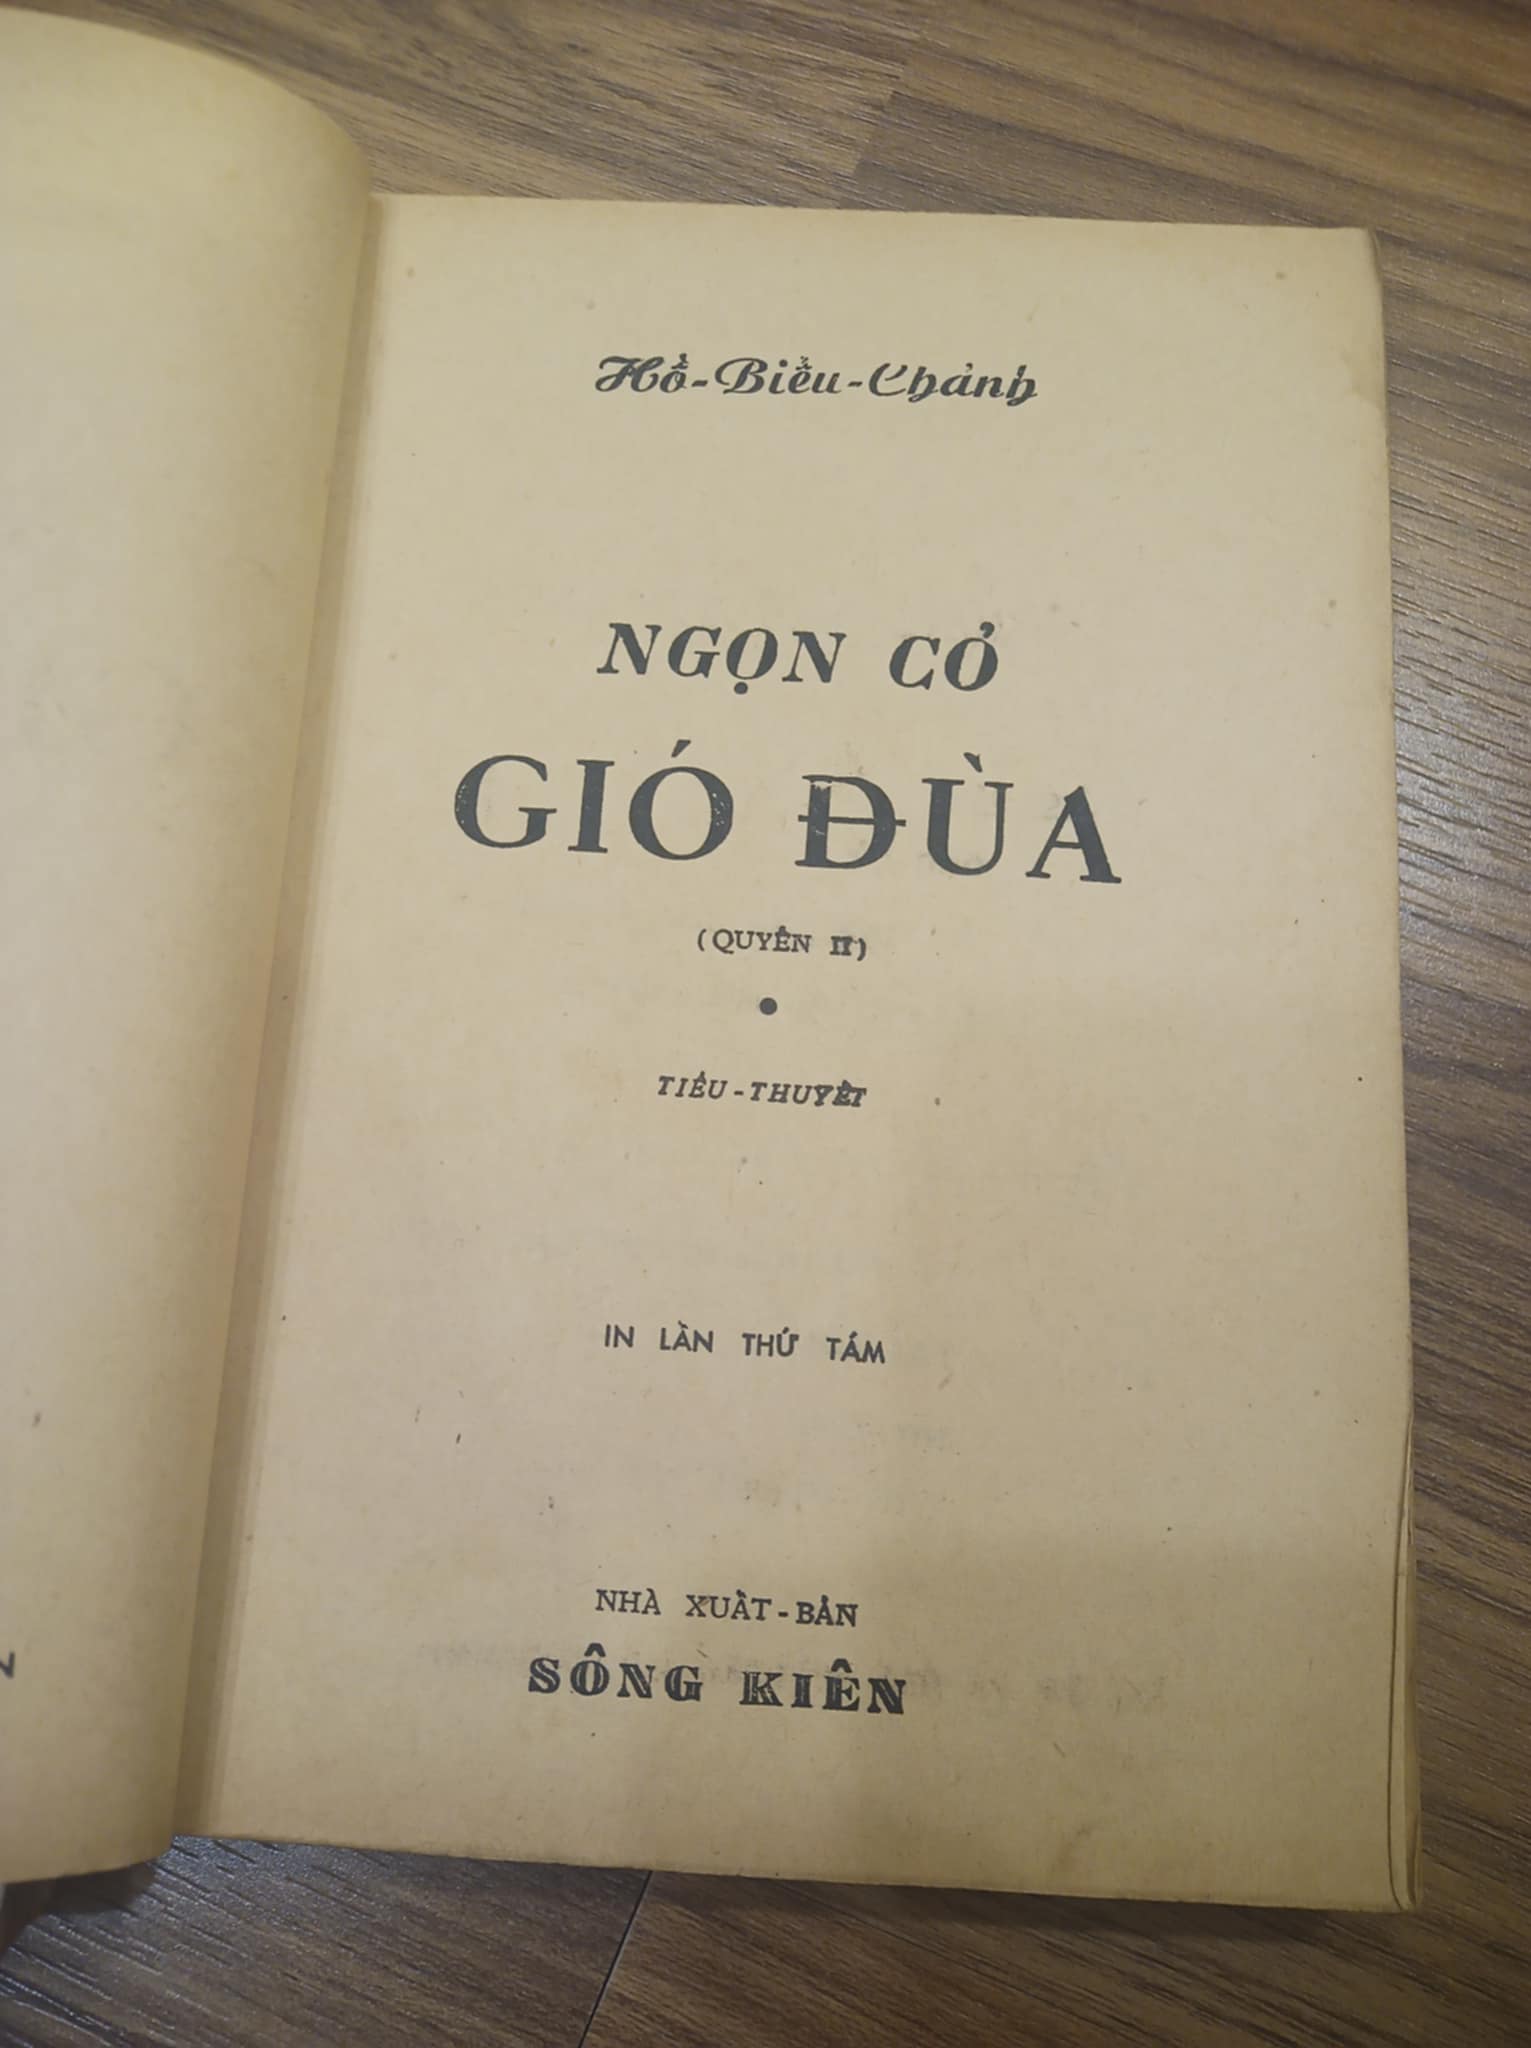 Hồ-Biểu-Chánh
NGỌN CỎ
GIÓ ĐÙA
(QUYỂN II)
TIỂU-THUYẾT
IN LẦN THỨ TÁM
NHÀ XUẤT-BẢN
SÔNG KIÊN